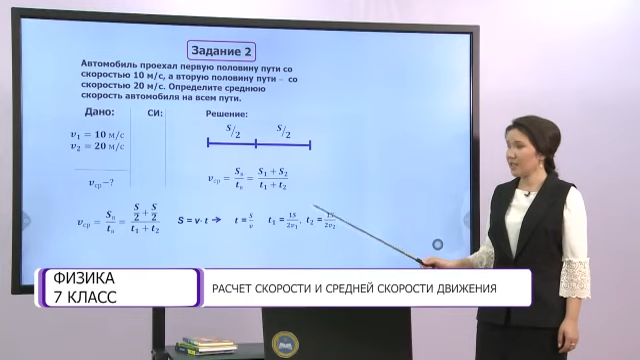 Задание 2
Автомобиль проехал первую половину пути со
скоростью 10 м/с, а вторую половину пути – со
скоростью 20 м/с. Определите среднюю
скорость автомобиля на всем пути.
Дано: СИ: Решение:
S/2 S/2
v₁ = 10 м/с
v₂ = 20 м/с
vср = Sп/tп = (S₁ + S₂)/(t₁ + t₂)
vср –?
vср = Sп/tп = (S/2 + S/2)/(t₁ + t₂) S = v· t → t = S/v t₁ = 1S/2v₁, t₂ = 1S/2v₂
ФИЗИКА
7 КЛАСС
РАСЧЕТ СКОРОСТИ И СРЕДНЕЙ СКОРОСТИ ДВИЖЕНИЯ